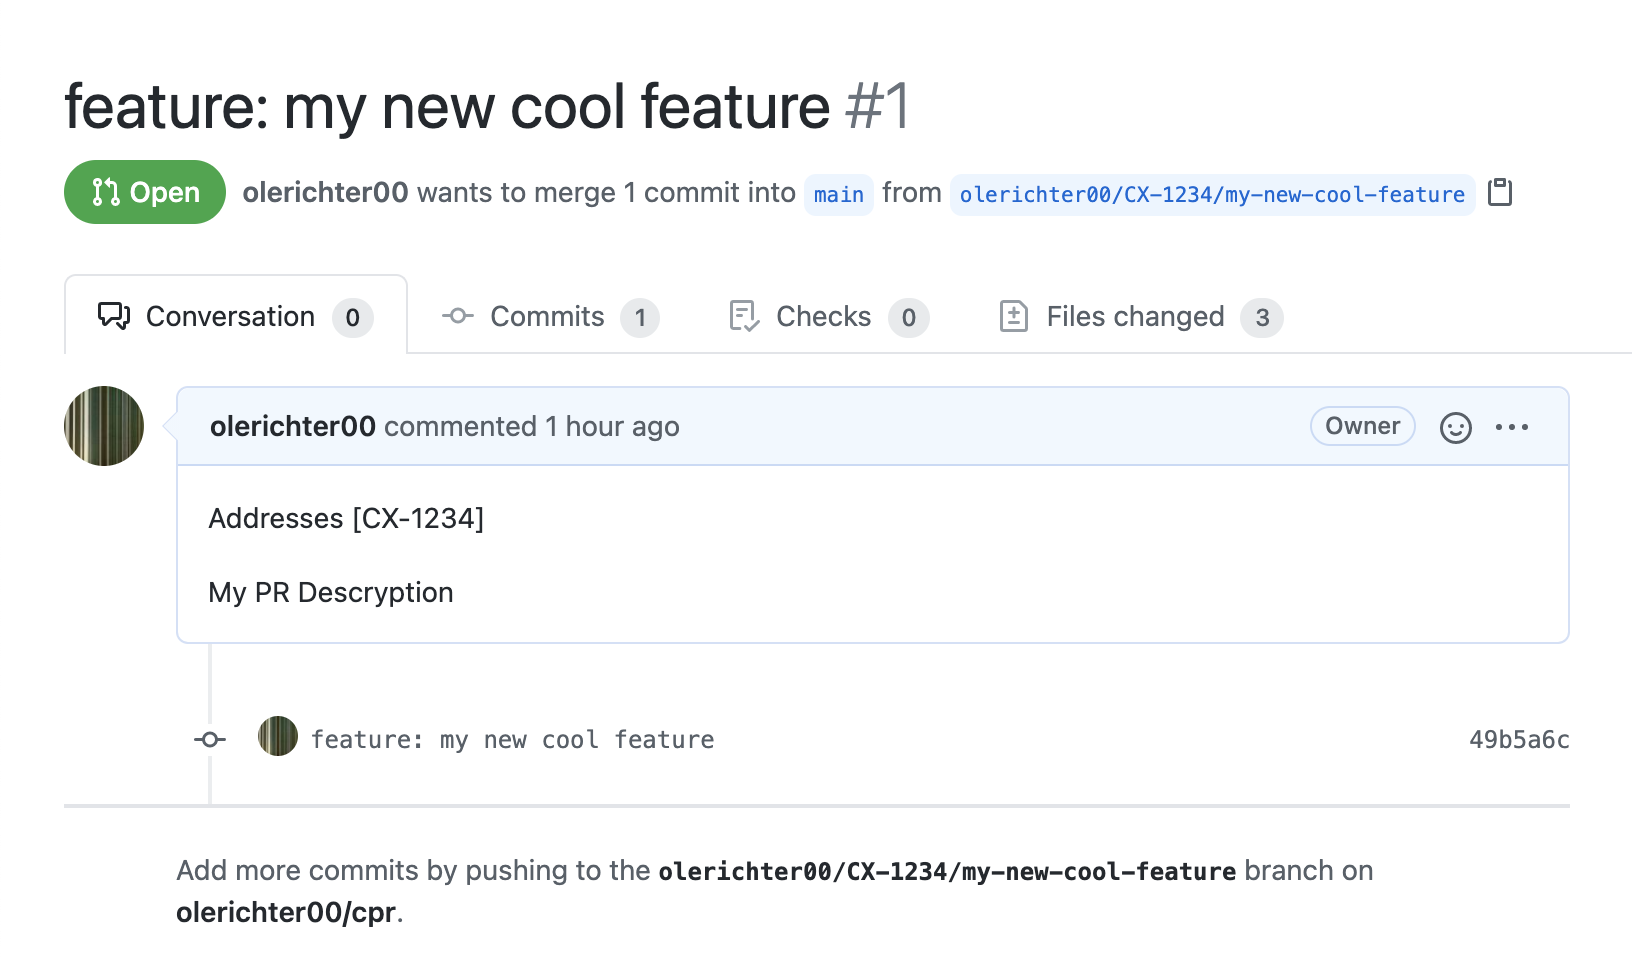 feature: my new cool feature #1
Open olerichter00 wants to merge 1 commit into main from olerichter00/CX-1234/my-new-cool-feature
Conversation 0 Commits 1 Checks 0 Files changed 3
olerichter00 commented 1 hour ago Owner
Addresses [CX-1234]
My PR Descryption
feature: my new cool feature 49b5a6c
Add more commits by pushing to the olerichter00/CX-1234/my-new-cool-feature branch on
olerichter00/cpr.